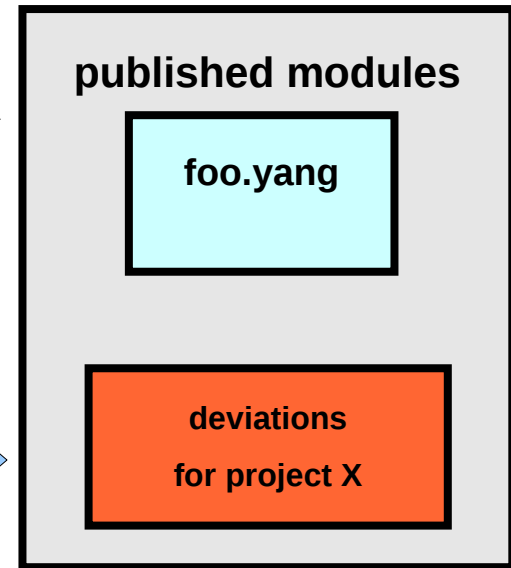 published modules
foo.yang
deviations
for project X